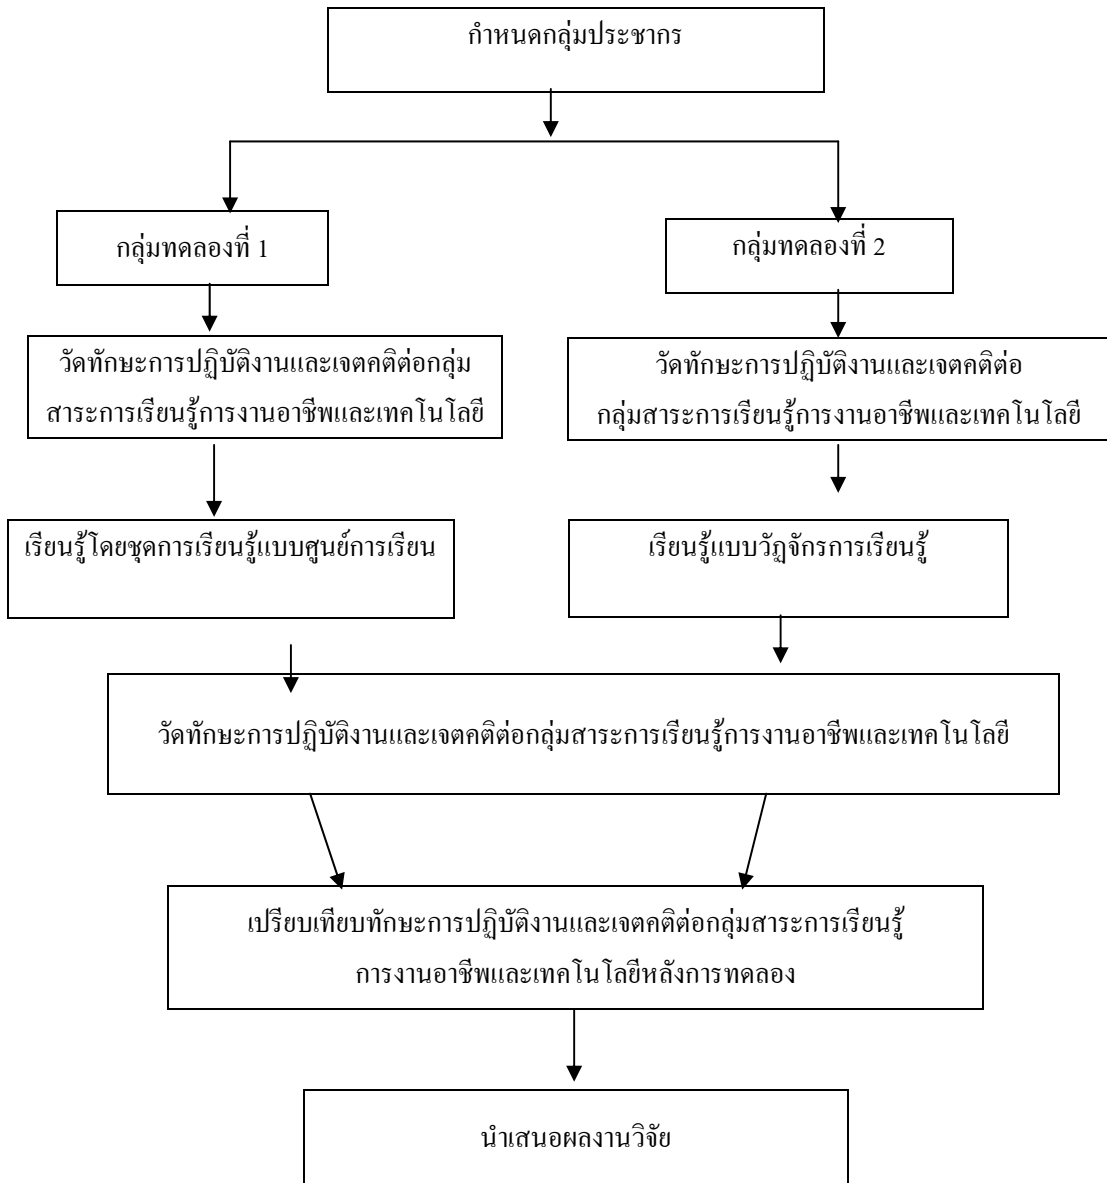 กำหนดกลุ่มประชากร
กลุ่มทดลองที่ 1
กลุ่มทดลองที่ 2
วัดทักษะการปฏิบัติงานและเจตคติต่อกลุ่ม
สาระการเรียนรู้การงานอาชีพและเทคโนโลยี
วัดทักษะการปฏิบัติงานและเจตคติต่อ
กลุ่มสาระการเรียนรู้การงานอาชีพและเทคโนโลยี
เรียนรู้โดยชุดการเรียนรู้แบบศูนย์การเรียน
เรียนรู้แบบวัฏจักรการเรียนรู้
วัดทักษะการปฏิบัติงานและเจตคติต่อกลุ่มสาระการเรียนรู้การงานอาชีพและเทคโนโลยี
เปรียบเทียบทักษะการปฏิบัติงานและเจตคติต่อกลุ่มสาระการเรียนรู้
การงานอาชีพและเทคโนโลยีหลังการทดลอง
นำเสนอผลงานวิจัย